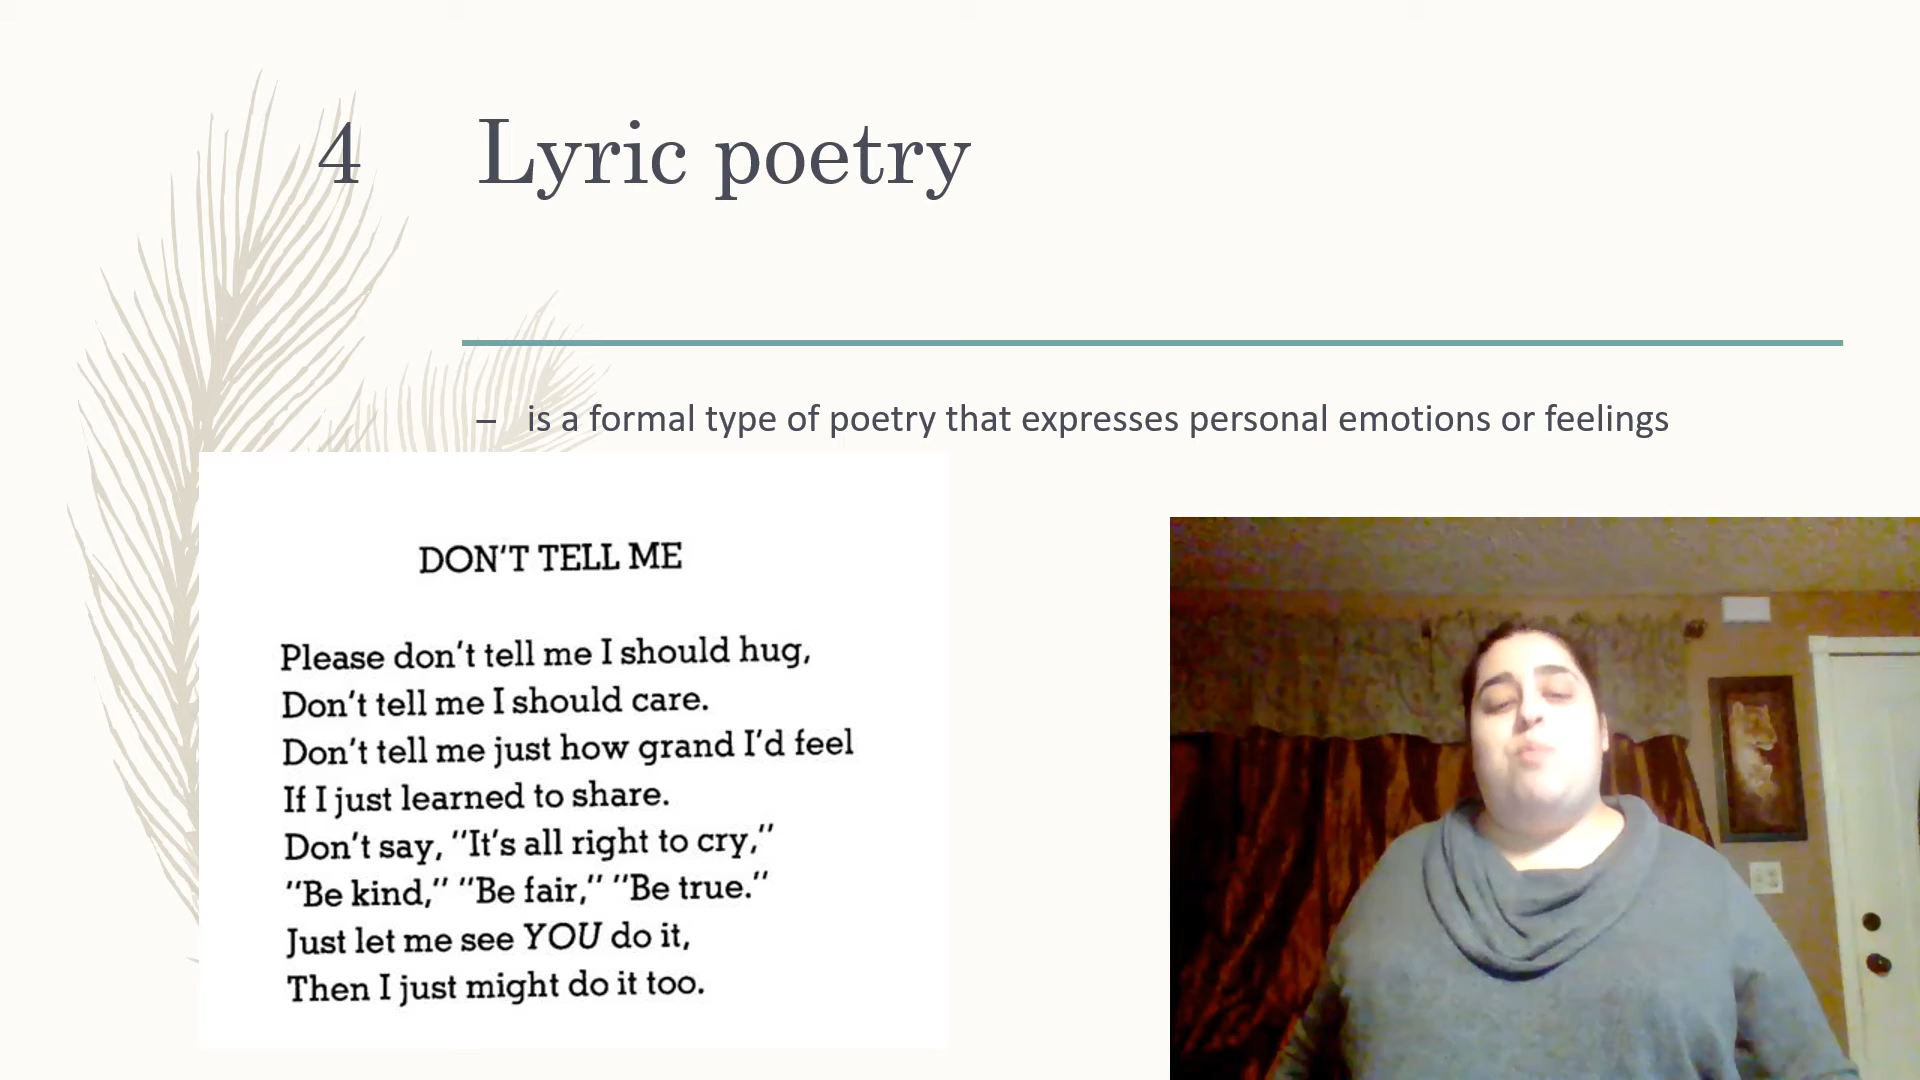 4
Lyric poetry
– is a formal type of poetry that expresses personal emotions or feelings
DON'T TELL ME
Please don't tell me I should hug,
Don't tell me I should care.
Don't tell me just how grand I'd feel
If I just learned to share.
Don't say, "It's all right to cry,"
"Be kind," "Be fair," "Be true."
Just let me see YOU do it,
Then I just might do it too.